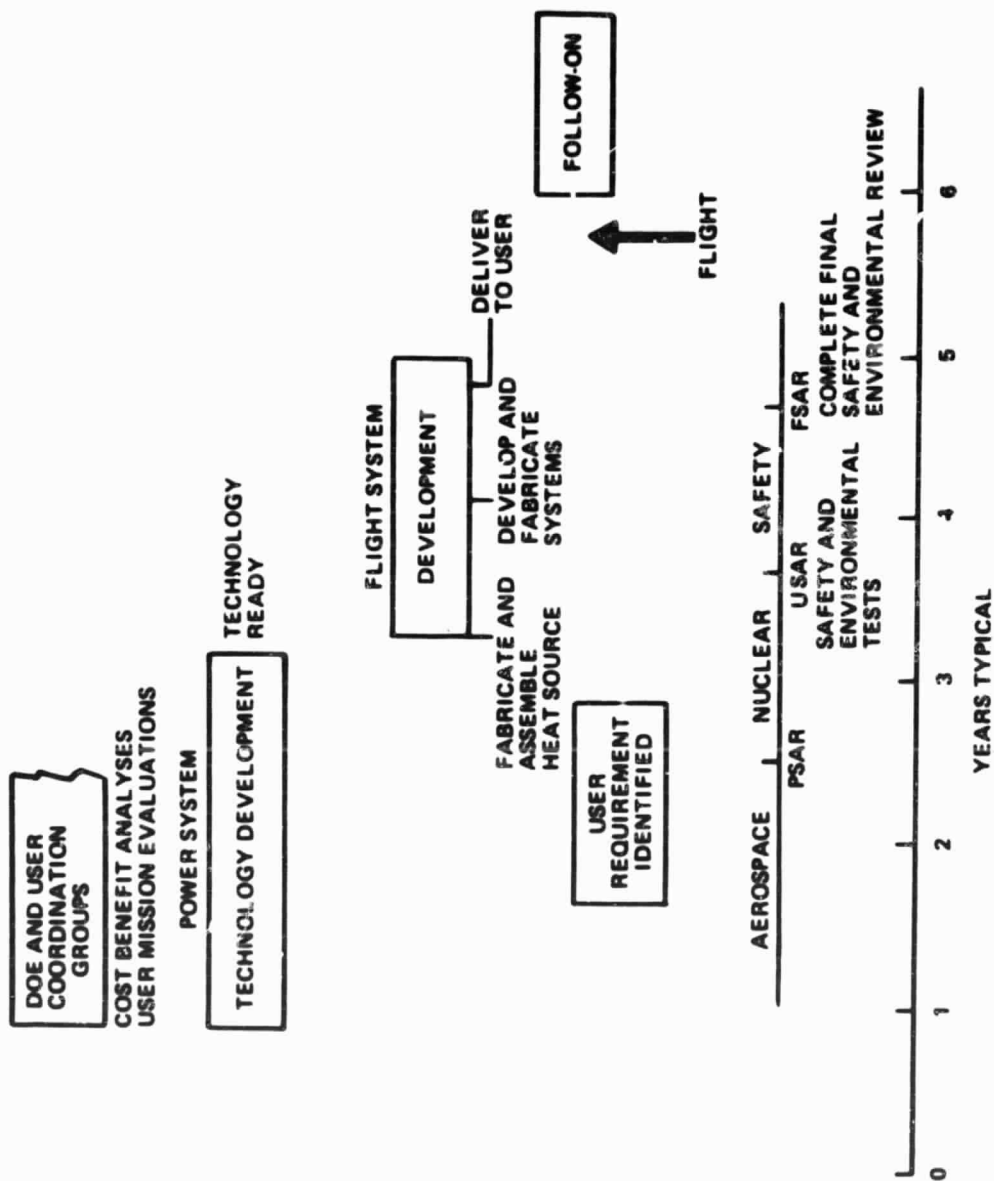 DOE AND USER
COORDINATION
GROUPS
COST BENEFIT ANALYSES
USER MISSION EVALUATIONS
POWER SYSTEM
TECHNOLOGY DEVELOPMENT
TECHNOLOGY
READY
FLIGHT SYSTEM
DEVELOPMENT
FABRICATE AND
ASSEMBLE
HEAT SOURCE
DEVELOP AND
FABRICATE
SYSTEMS
DELIVER
TO USER
USER
REQUIREMENT
IDENTIFIED
FOLLOW-ON
FLIGHT
AEROSPACE NUCLEAR SAFETY
PSAR
USAR
FSAR
SAFETY AND
ENVIRONMENTAL
TESTS
COMPLETE FINAL
SAFETY AND
ENVIRONMENTAL REVIEW
0 1 2 3 4 5 6
YEARS TYPICAL